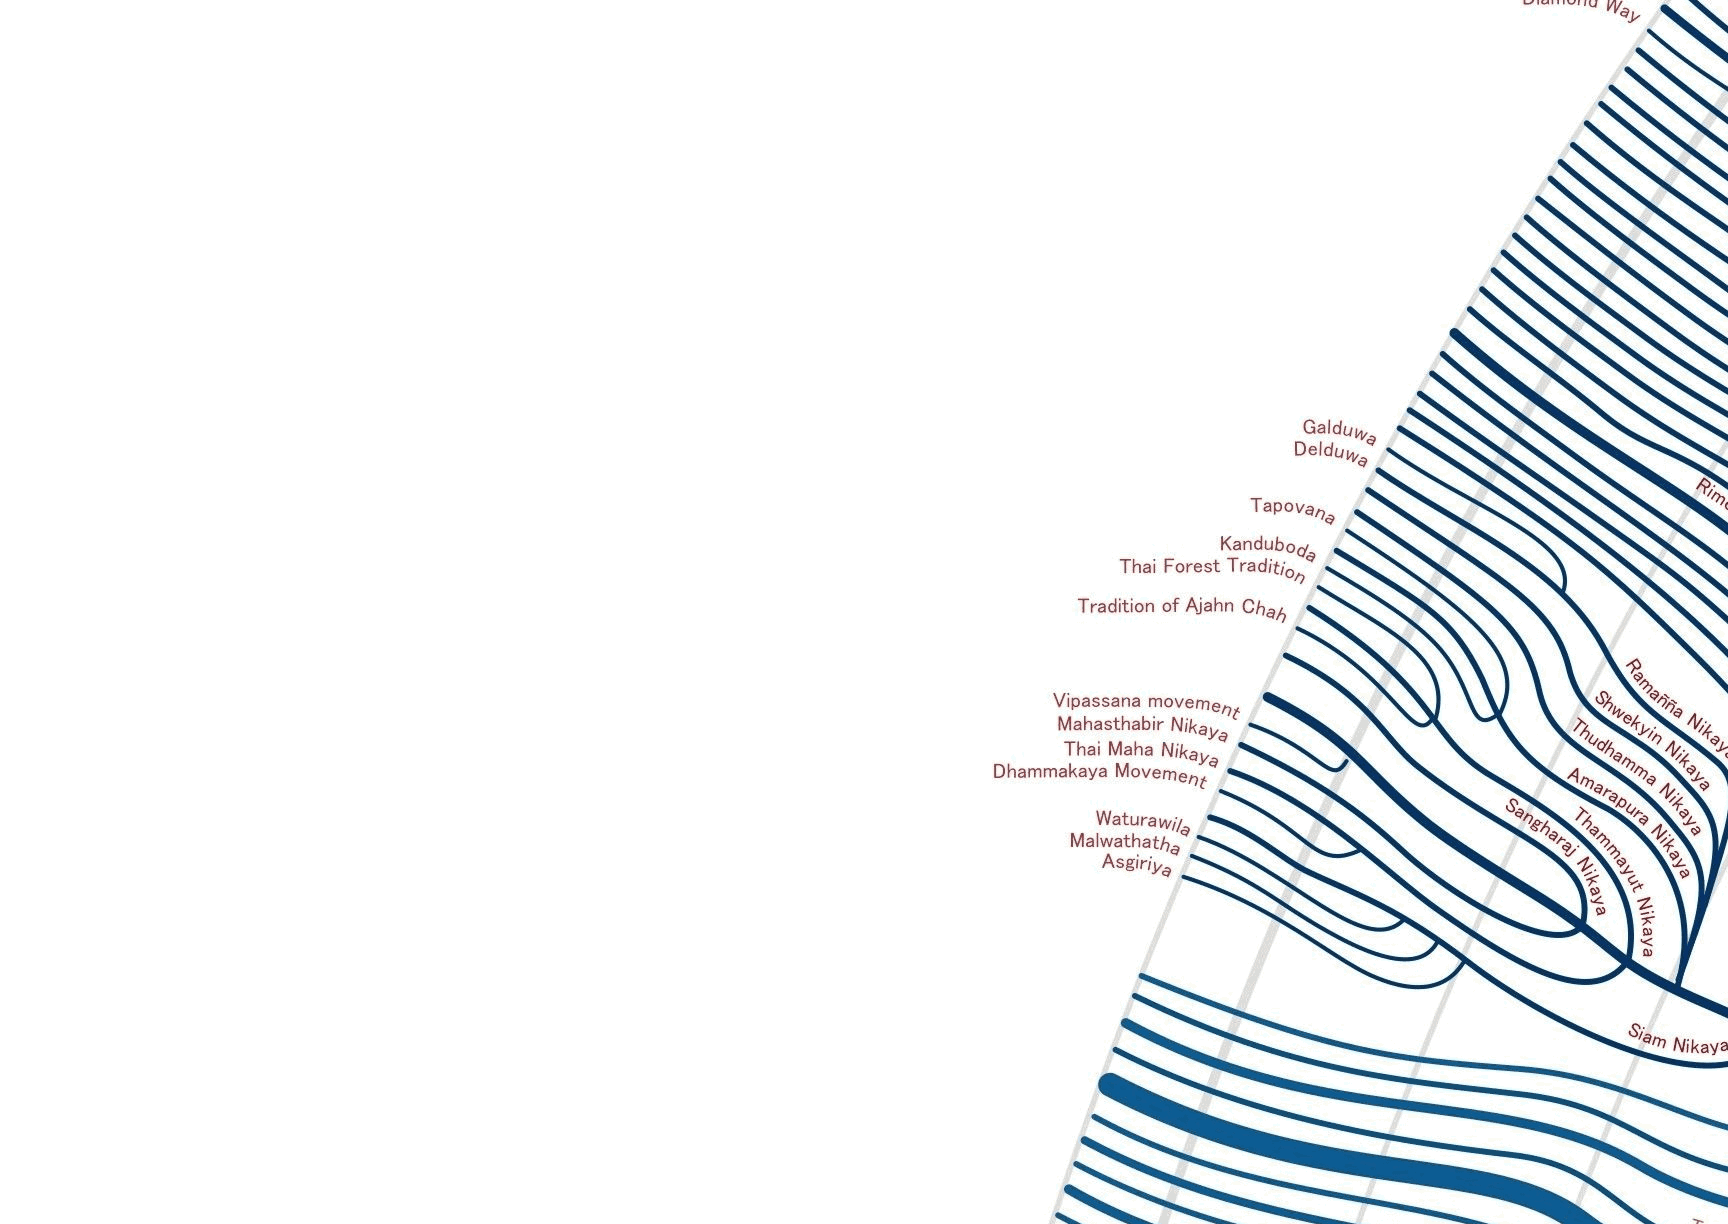 Diamond Way
Galduwa
Delduwa
Tapovana
Kanduboda
Thai Forest Tradition
Tradition of Ajahn Chah
Vipassana movement
Mahasthabir Nikaya
Thai Maha Nikaya
Dhammakaya Movement
Waturawila
Malwathatha
Asgiriya
Ramañña Nikaya
Shwekyin Nikaya
Thudhamma Nikaya
Amarapura Nikaya
Thammayut Nikaya
Sangharaj Nikaya
Siam Nikaya